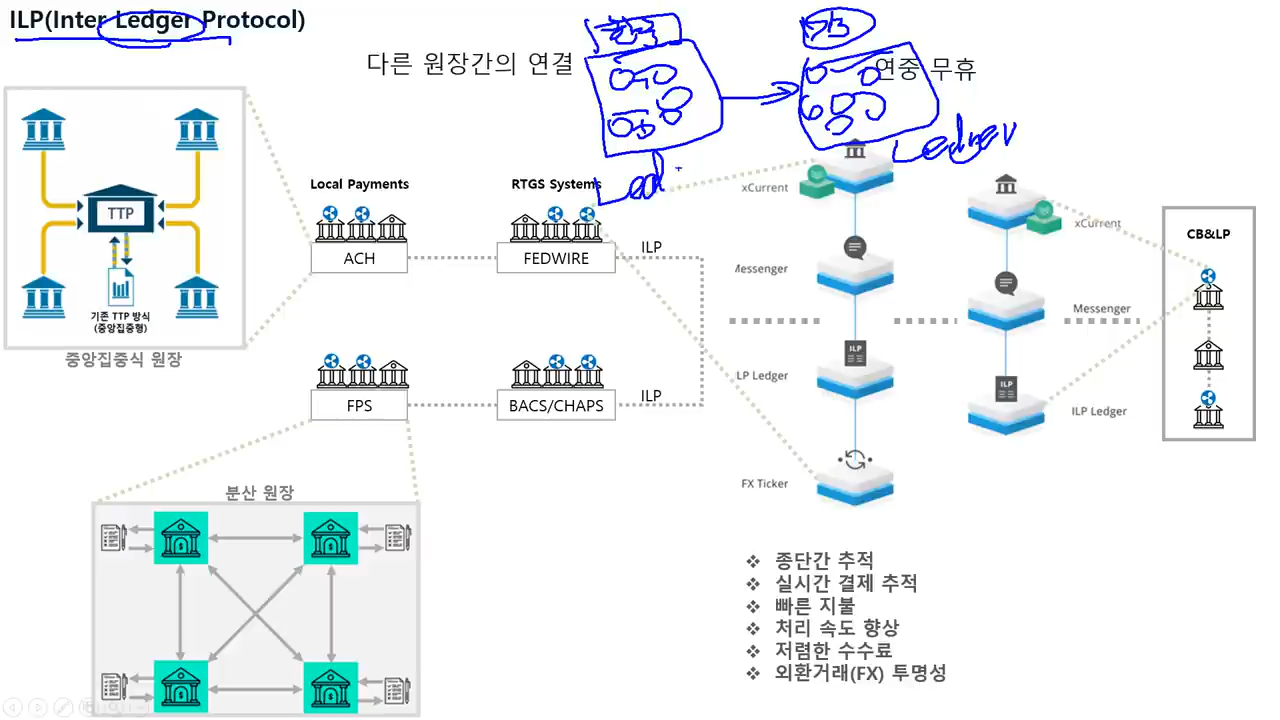 ILP(Inter Ledger Protocol)
다른 원장간의 연결
연중 무휴
Ledger
TTP
기존 TTP 방식
(중앙집중형)
중앙집중식 원장
Local Payments
RTGS Systems
ACH
FEDWIRE
ILP
FPS
BACS/CHAPS
ILP
분산 원장
xCurrent
Messenger
LP Ledger
ILP
FX Ticker
xCurrent
Messenger
ILP
ILP Ledger
CB&LP
❖ 종단간 추적
❖ 실시간 결제 추적
❖ 빠른 지불
❖ 처리 속도 향상
❖ 저렴한 수수료
❖ 외환거래(FX) 투명성